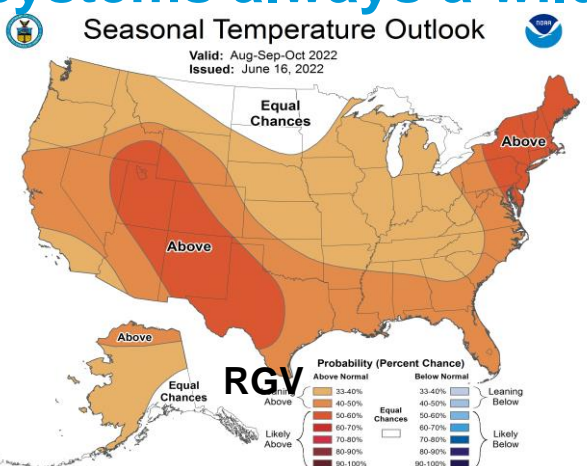 Seasonal Temperature Outlook
NOAA
Valid: Aug-Sep-Oct 2022
Issued: June 16, 2022
Equal
Chances
Above
Above
Above
Equal
Chances
RGV
Probability (Percent Chance)
Above Normal
Below Normal
Above
33-40%
40-50%
50-60%
60-70%
70-80%
80-90%
90-100%
Likely
Above
Equal
Chances
33-40%
40-50%
50-60%
60-70%
70-80%
80-90%
90-100%
Leaning
Below
Likely
Below